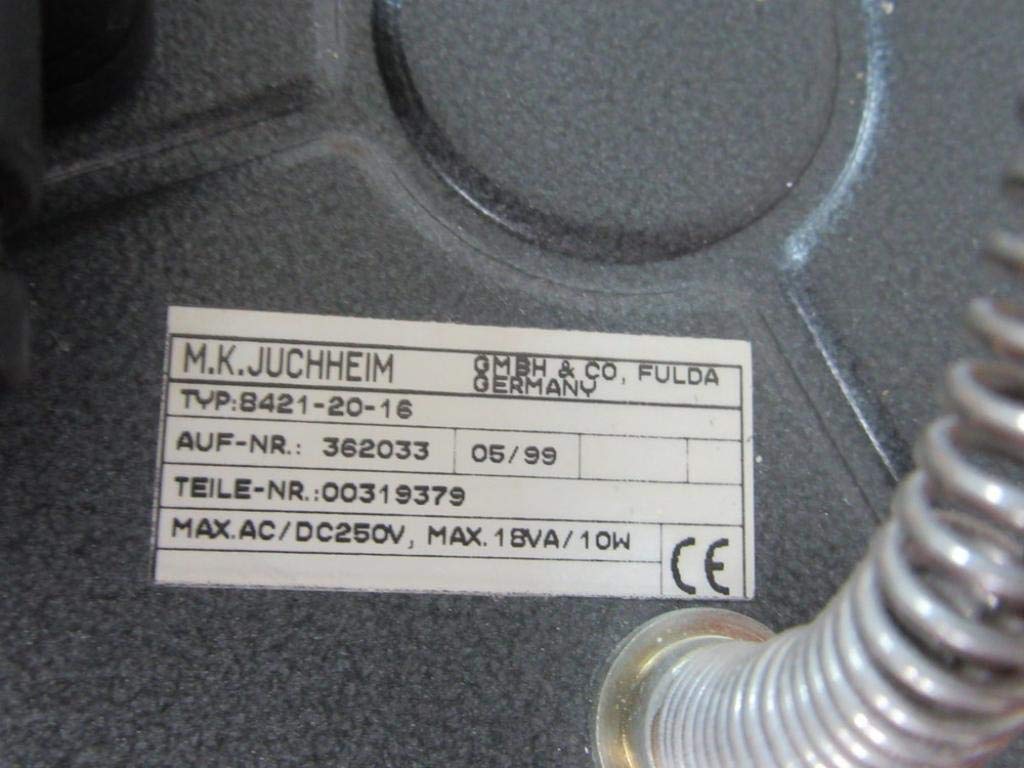 M.K.JUCHHEIM GMBH & CO, FULDA
GERMANY
TYP:8421-20-16
AUF-NR.: 362033 05/99
TEILE-NR.:00319379
MAX.AC/DC250V, MAX.18VA/10W
CE